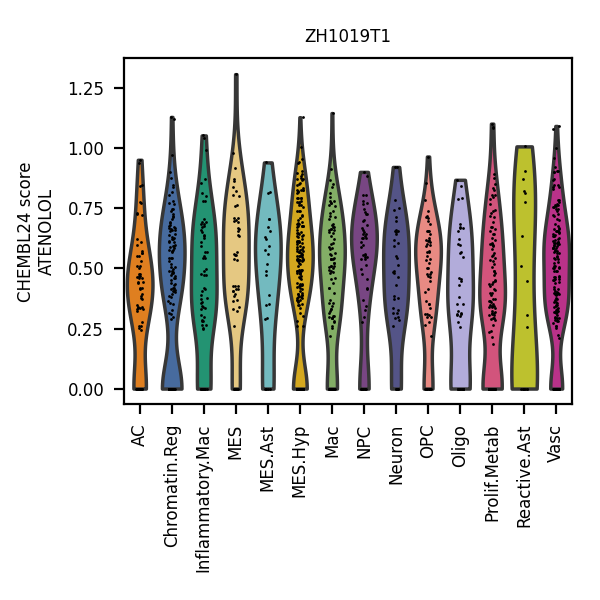 ZH1019T1
CHEMBL24 score
ATENOLOL
1.25
1.00
0.75
0.50
0.25
0.00
AC
Chromatin.Reg
Inflammatory.Mac
MES
MES.Ast
MES.Hyp
Mac
NPC
Neuron
OPC
Oligo
Prolif.Metab
Reactive.Ast
Vasc